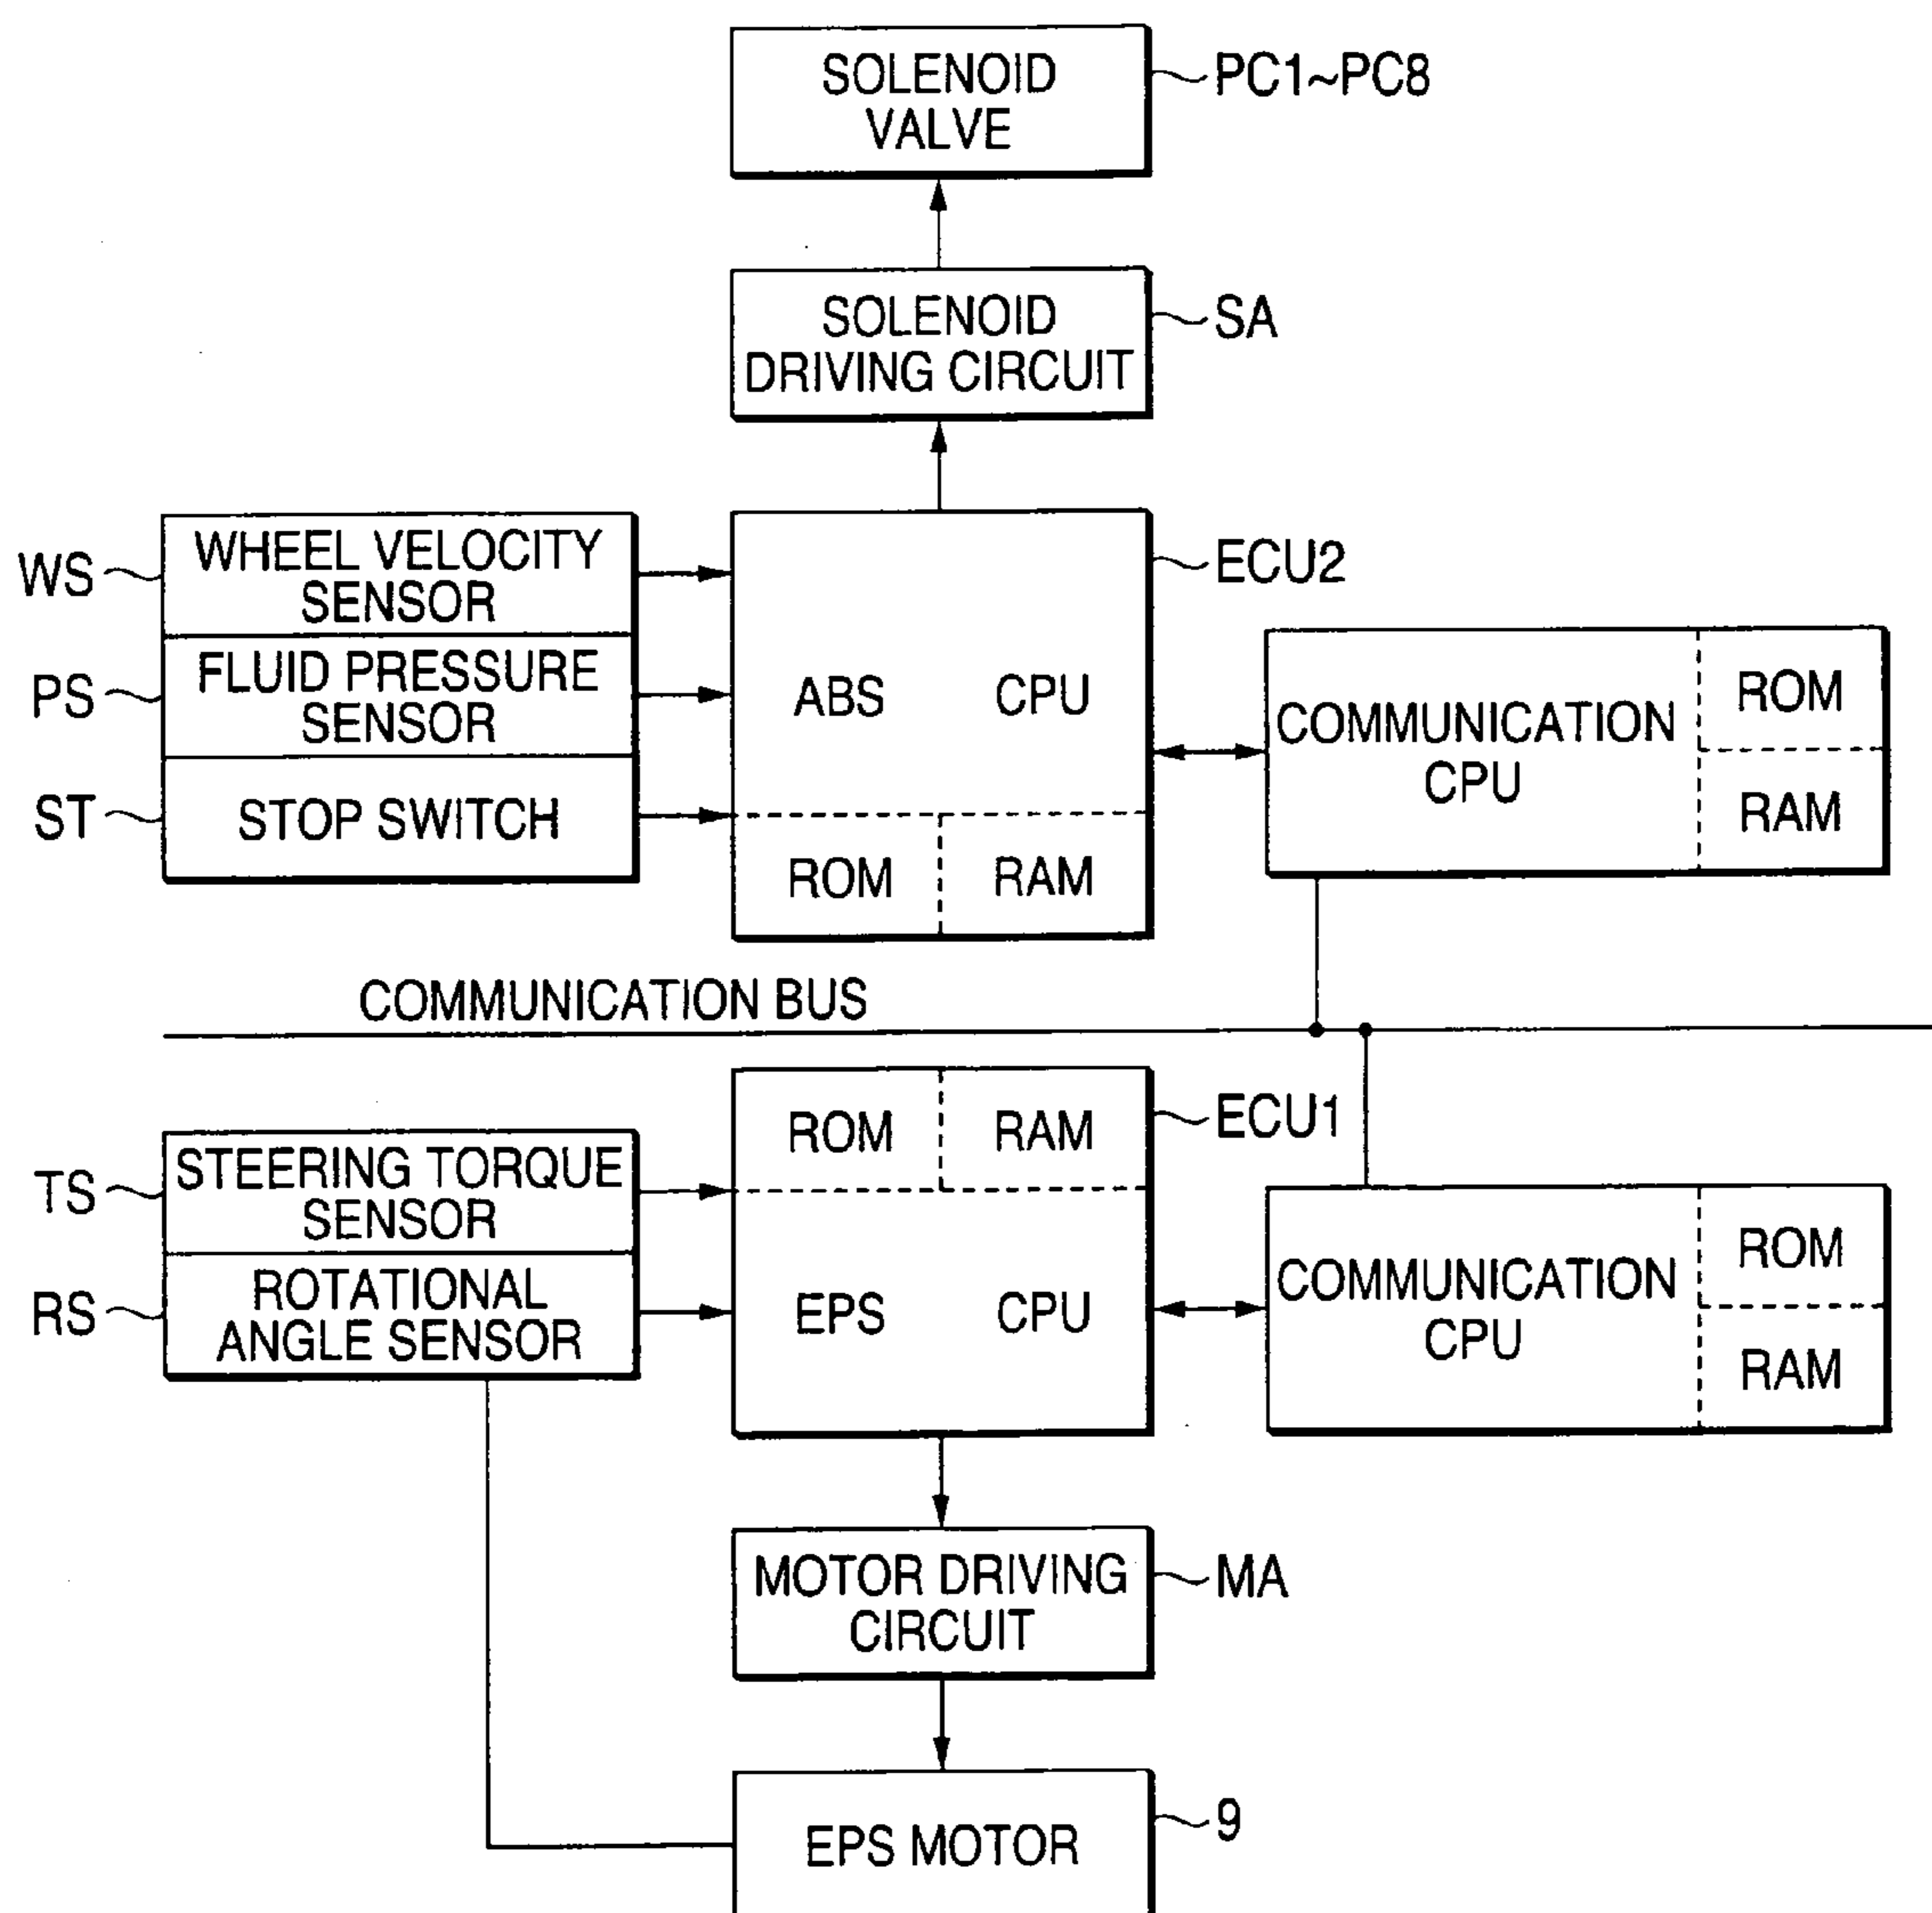 SOLENOID
VALVE
PC1~PC8
SOLENOID
DRIVING CIRCUIT
SA
WS
WHEEL VELOCITY
SENSOR
PS
FLUID PRESSURE
SENSOR
ST
STOP SWITCH
ABS CPU
ROM RAM
ECU2
COMMUNICATION
CPU
ROM
RAM
COMMUNICATION BUS
TS
STEERING TORQUE
SENSOR
RS
ROTATIONAL
ANGLE SENSOR
ROM RAM
EPS CPU
ECU1
COMMUNICATION
CPU
ROM
RAM
MOTOR DRIVING
CIRCUIT
MA
EPS MOTOR
9